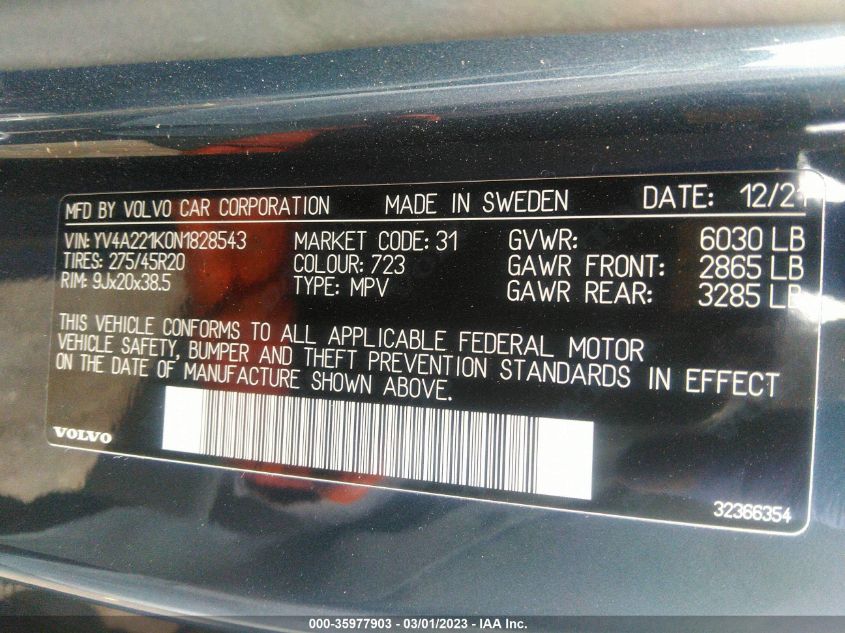 MFD BY VOLVO CAR CORPORATION MADE IN SWEDEN DATE: 12/21
VIN: YV4A221K0N1828543 MARKET CODE: 31 GVWR: 6030 LB
TIRES: 275/45R20 COLOUR: 723 GAWR FRONT: 2865 LB
RIM: 9Jx20x38.5 TYPE: MPV GAWR REAR: 3285 LB
THIS VEHICLE CONFORMS TO ALL APPLICABLE FEDERAL MOTOR
VEHICLE SAFETY, BUMPER AND THEFT PREVENTION STANDARDS IN EFFECT
ON THE DATE OF MANUFACTURE SHOWN ABOVE.
VOLVO
32366354
000-35977903 - 03/01/2023 - IAA Inc.